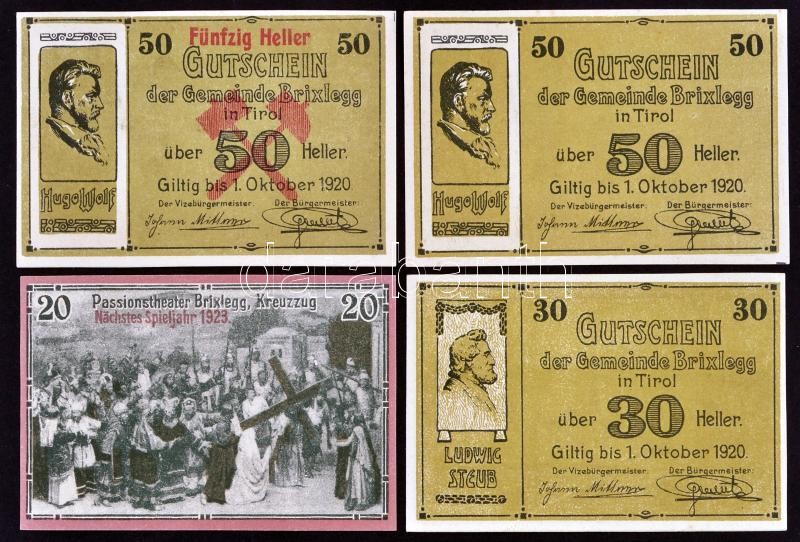 50 Fünfzig Heller 50
GUTSCHEIN
der Gemeinde Brixlegg
in Tirol
über 50 Heller.
Giltig bis 1. Oktober 1920.
Der Vizebürgermeister: Der Bürgermeister:
Johann Mittner
Hugo Wolf
50 50
GUTSCHEIN
der Gemeinde Brixlegg
in Tirol
über 50 Heller.
Giltig bis 1. Oktober 1920.
Der Vizebürgermeister: Der Bürgermeister:
Johann Mittner
Hugo Wolf
darabanth
20 Passionstheater Brixlegg, Kreuzzug 20
Nächstes Spieljahr 1923.
30 30
GUTSCHEIN
der Gemeinde Brixlegg
in Tirol
über 30 Heller.
Giltig bis 1. Oktober 1920.
Der Vizebürgermeister: Der Bürgermeister:
Johann Mittner
LUDWIG
STEUB